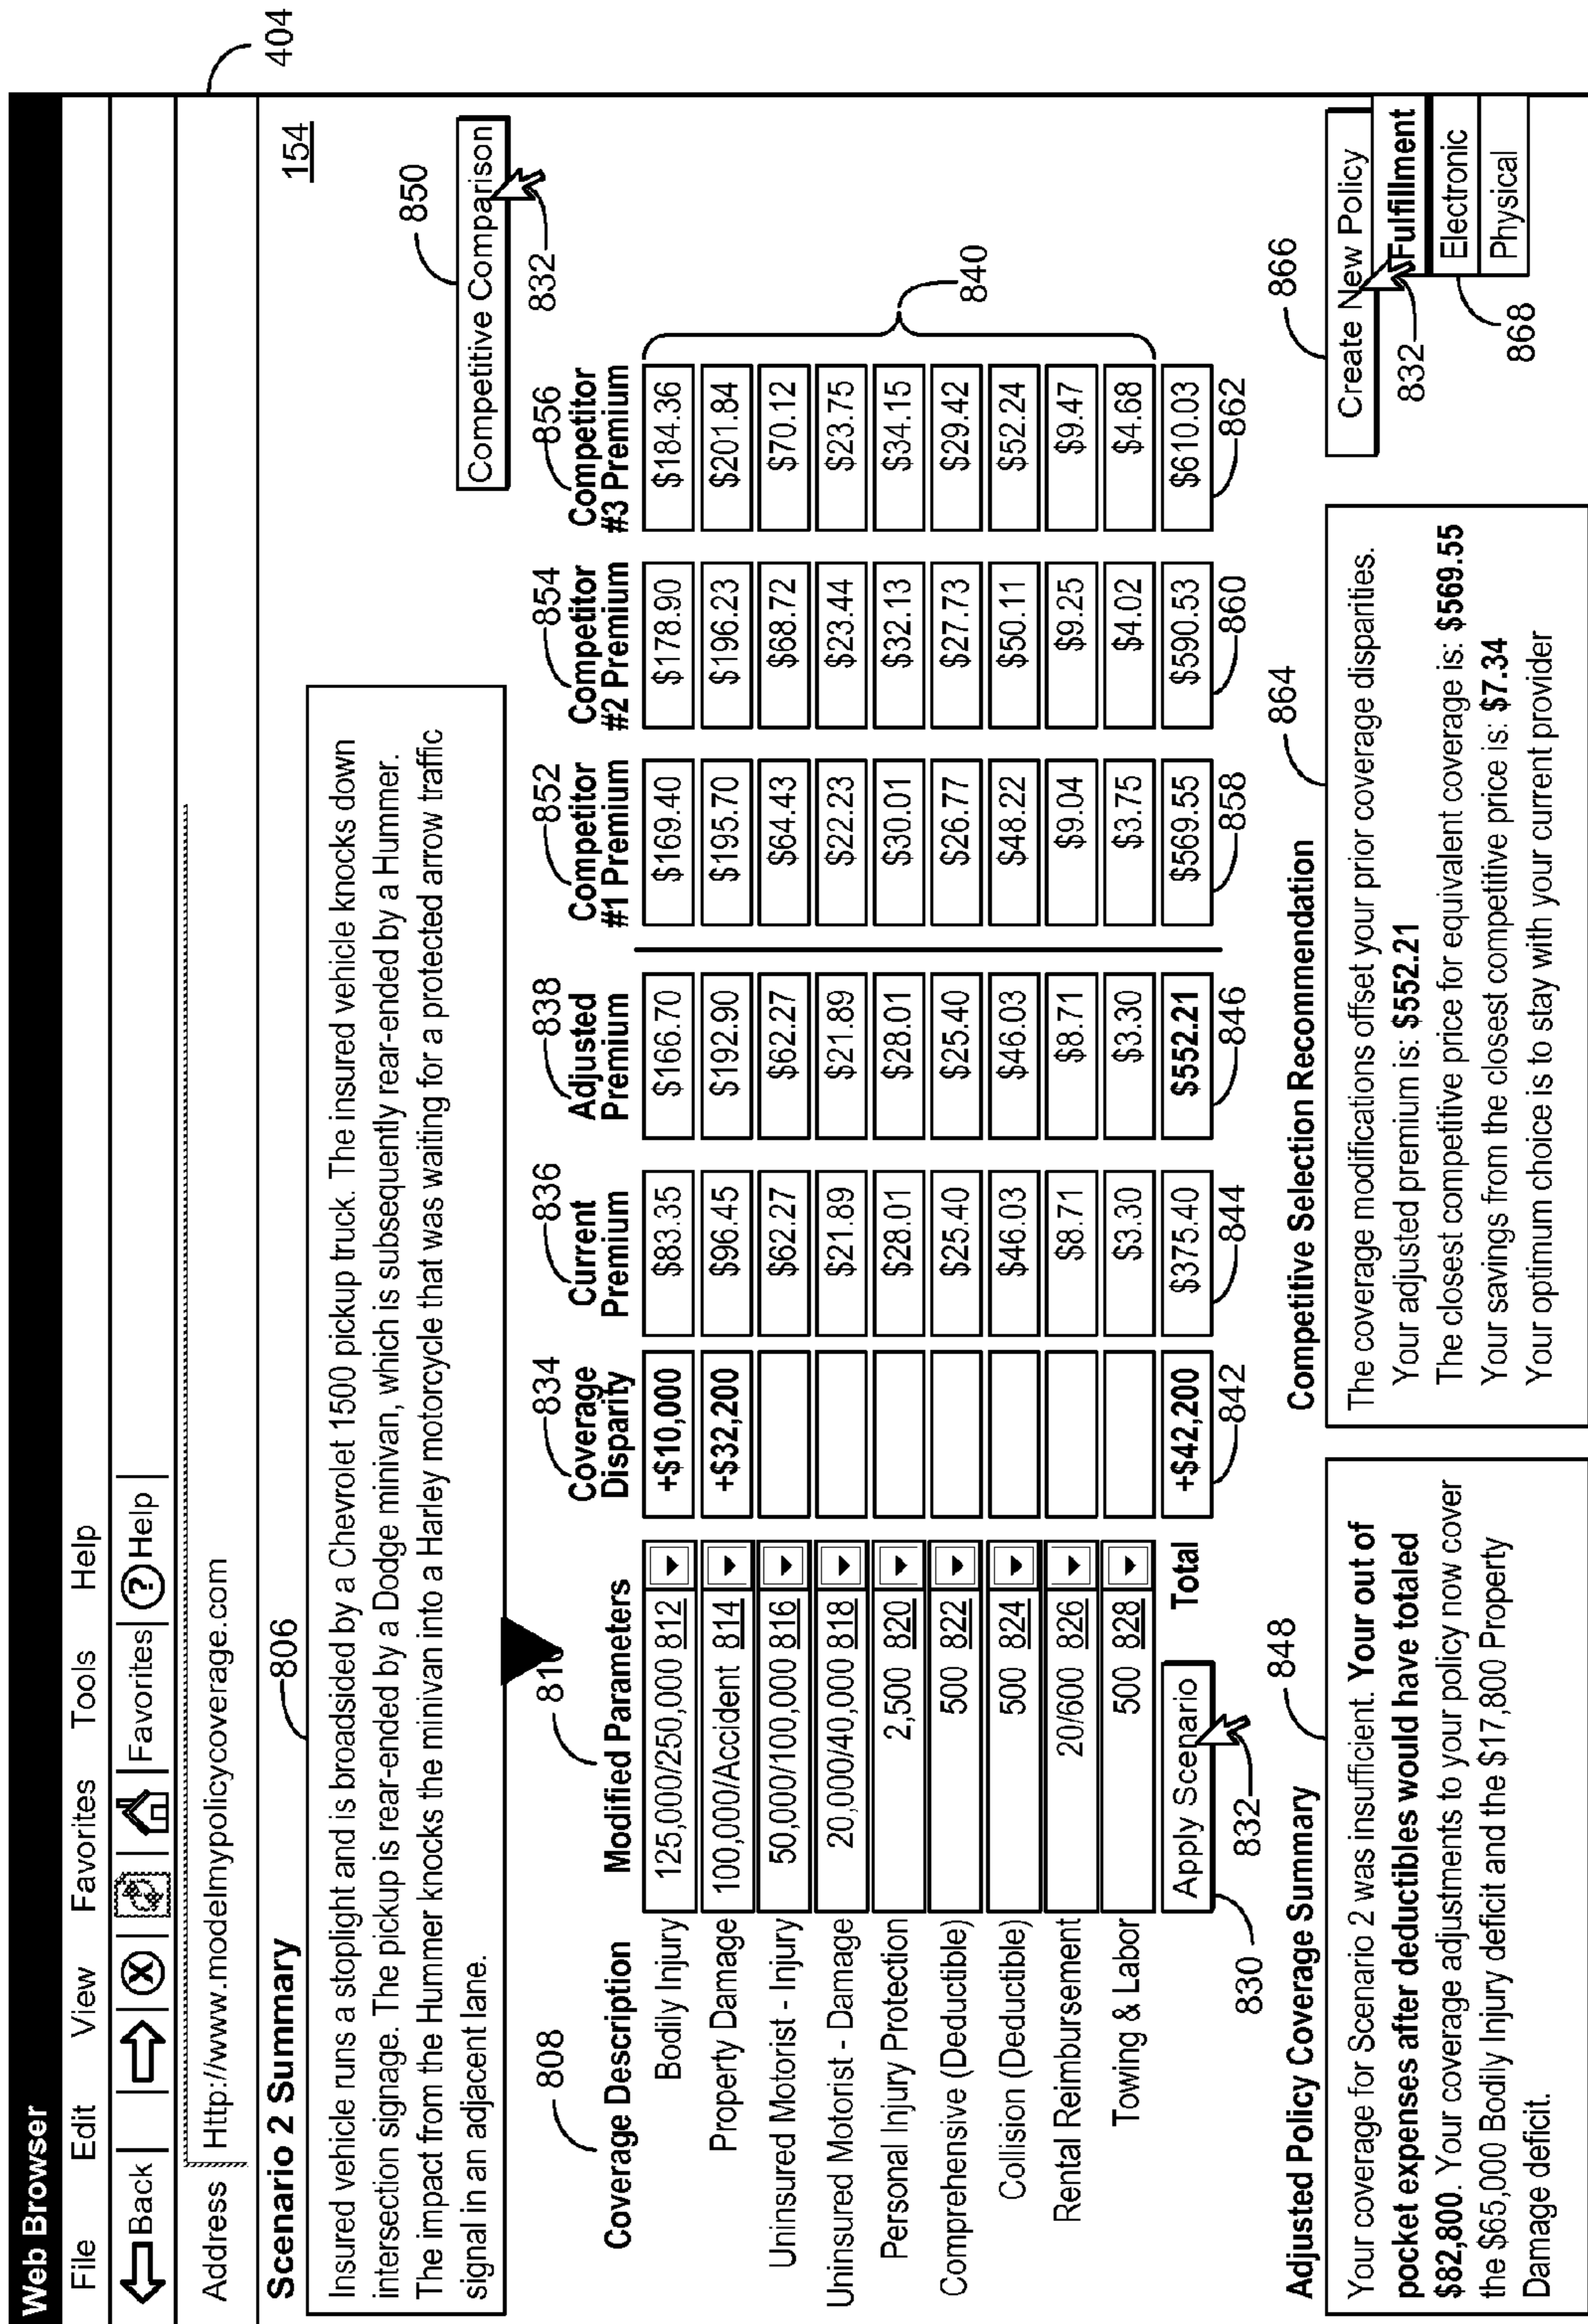 Web Browser
File Edit View Favorites Tools Help
Back Favorites ? Help
Address Http://www.modelmypolicycoverage.com
404
154
Scenario 2 Summary
806
Insured vehicle runs a stoplight and is broadsided by a Chevrolet 1500 pickup truck. The insured vehicle knocks down
intersection signage. The pickup is rear-ended by a Dodge minivan, which is subsequently rear-ended by a Hummer.
The impact from the Hummer knocks the minivan into a Harley motorcycle that was waiting for a protected arrow traffic
signal in an adjacent lane.
850
Competitive Comparison
832
808 834 836 838 852 854 856
Coverage Description Modified Parameters Coverage Disparity Current Premium Adjusted Premium Competitor #1 Premium Competitor #2 Premium Competitor #3 Premium
Bodily Injury 125,000/250,000 812 +$10,000 $83.35 $166.70 $169.40 $178.90 $184.36
Property Damage 100,000/Accident 814 +$32,200 $96.45 $192.90 $195.70 $196.23 $201.84
Uninsured Motorist - Injury 50,000/100,000 816 $62.27 $62.27 $64.43 $68.72 $70.12
Uninsured Motorist - Damage 20,000/40,000 818 $21.89 $21.89 $22.23 $23.44 $23.75
Personal Injury Protection 2,500 820 $28.01 $28.01 $30.01 $32.13 $34.15
Comprehensive (Deductible) 500 822 $25.40 $25.40 $26.77 $27.73 $29.42
Collision (Deductible) 500 824 $46.03 $46.03 $48.22 $50.11 $52.24
Rental Reimbursement 20/600 826 $8.71 $8.71 $9.04 $9.25 $9.47
Towing & Labor 500 828 $3.30 $3.30 $3.75 $4.02 $4.68
840
Apply Scenario Total +$42,200 $375.40 $552.21 $569.55 $590.53 $610.03
830 832 842 844 846 858 860 862
Adjusted Policy Coverage Summary
848
Your coverage for Scenario 2 was insufficient. Your out of
pocket expenses after deductibles would have totaled
$82,800. Your coverage adjustments to your policy now cover
the $65,000 Bodily Injury deficit and the $17,800 Property
Damage deficit.
Competitive Selection Recommendation
864
The coverage modifications offset your prior coverage disparities.
Your adjusted premium is: $552.21
The closest competitive price for equivalent coverage is: $569.55
Your savings from the closest competitive price is: $7.34
Your optimum choice is to stay with your current provider
866
Create New Policy
832
Fulfillment
Electronic
Physical
868